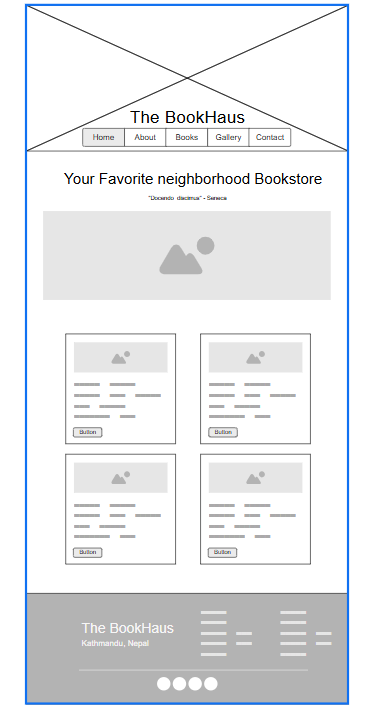 The BookHaus
Home About Books Gallery Contact
Your Favorite neighborhood Bookstore
"Docendo discimus" - Seneca
Button Button
Button Button
The BookHaus
Kathmandu, Nepal